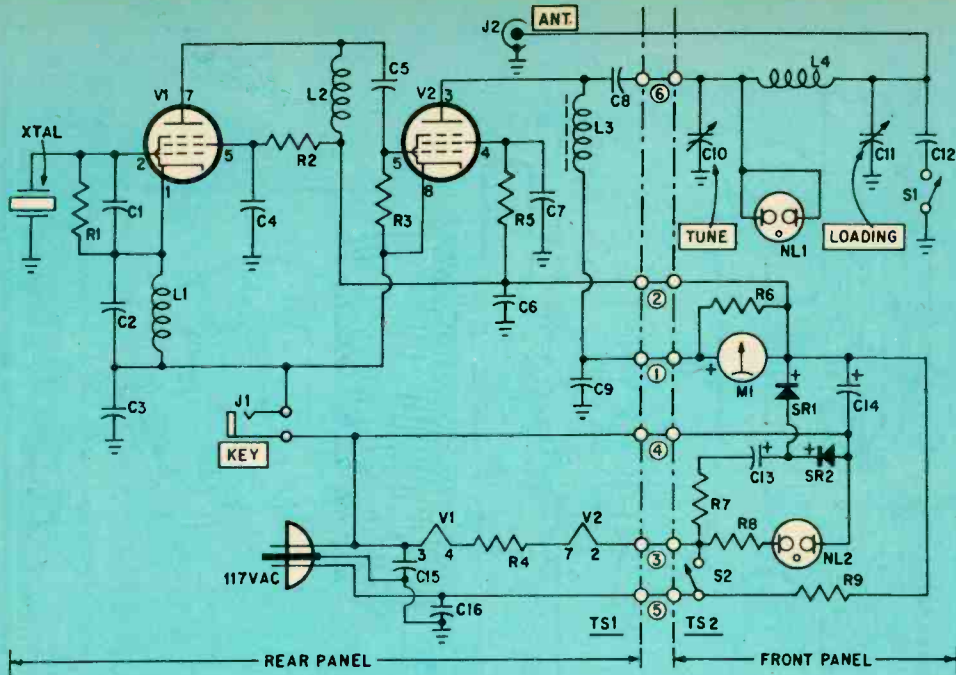 J2
ANT.
XTAL
V1
7
2
5
1
R1
C1
C2
L1
C3
C4
R2
L2
C5
V2
3
5
4
8
R3
R5
C7
C6
L3
C8
C9
6
L4
C10
C11
C12
S1
TUNE
NL1
LOADING
2
R6
1
+
M1
+
SR1
+
C14
J1
KEY
4
C13
+
+
SR2
R7
117VAC
V1
3
4
R4
V2
7
2
3
R8
NL2
C15
C16
5
S2
R9
TS1
TS2
REAR PANEL
FRONT PANEL